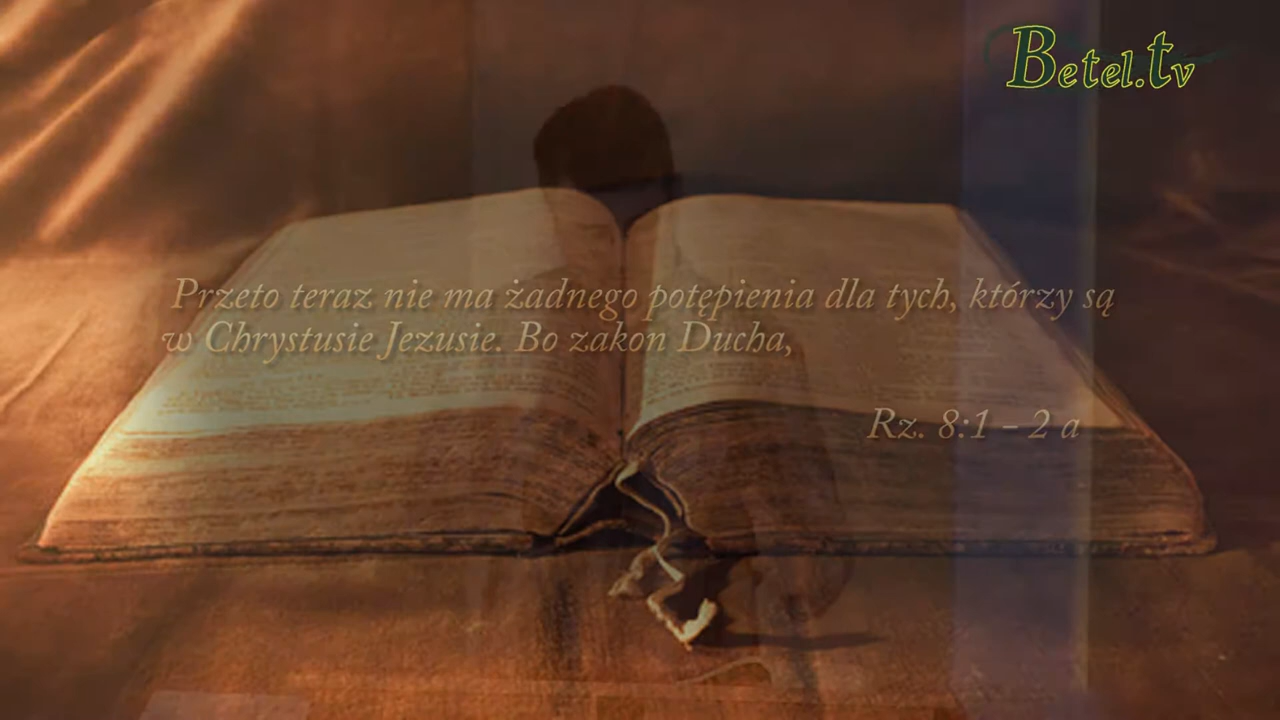 Betel.tv
Przeto teraz nie ma żadnego potępienia dla tych, którzy są
w Chrystusie Jezusie. Bo zakon Ducha,
Rz. 8:1 - 2 a